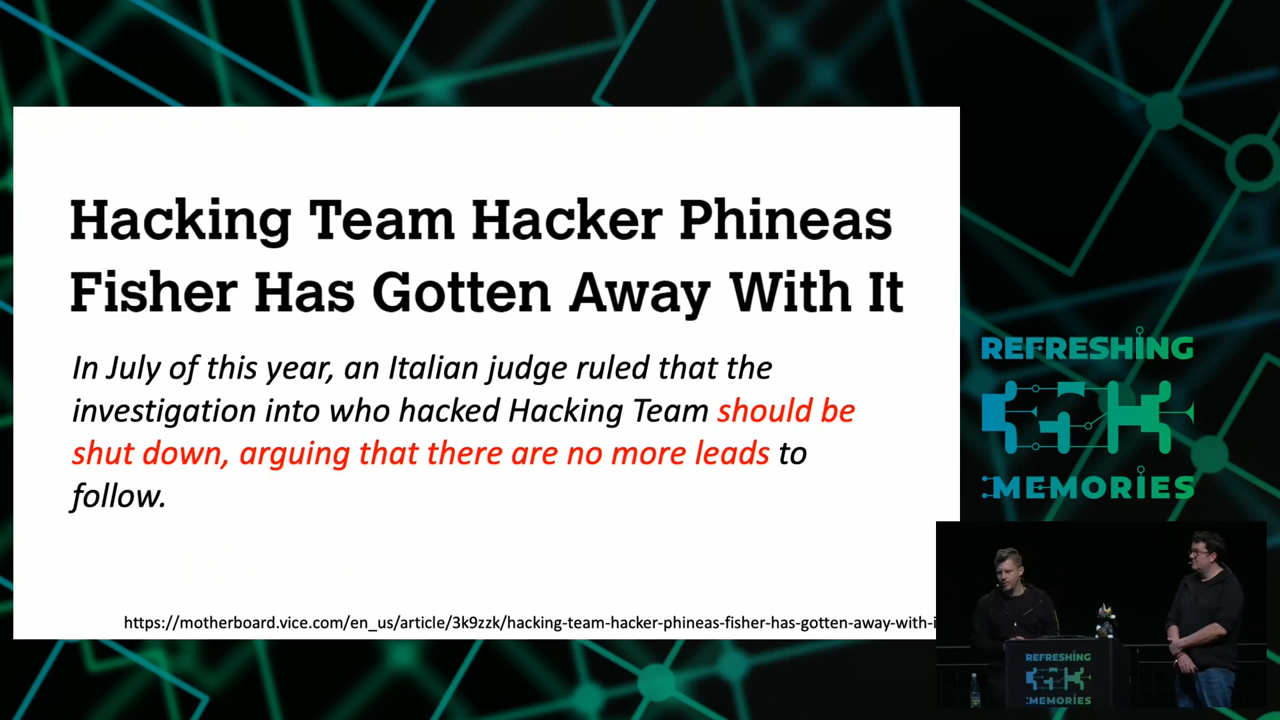 Hacking Team Hacker Phineas
Fisher Has Gotten Away With It
In July of this year, an Italian judge ruled that the
investigation into who hacked Hacking Team should be
shut down, arguing that there are no more leads to
follow.
https://motherboard.vice.com/en_us/article/3k9zzk/hacking-team-hacker-phineas-fisher-has-gotten-away-with-i
REFRESHING
MEMORIES
REFRESHING
MEMORIES